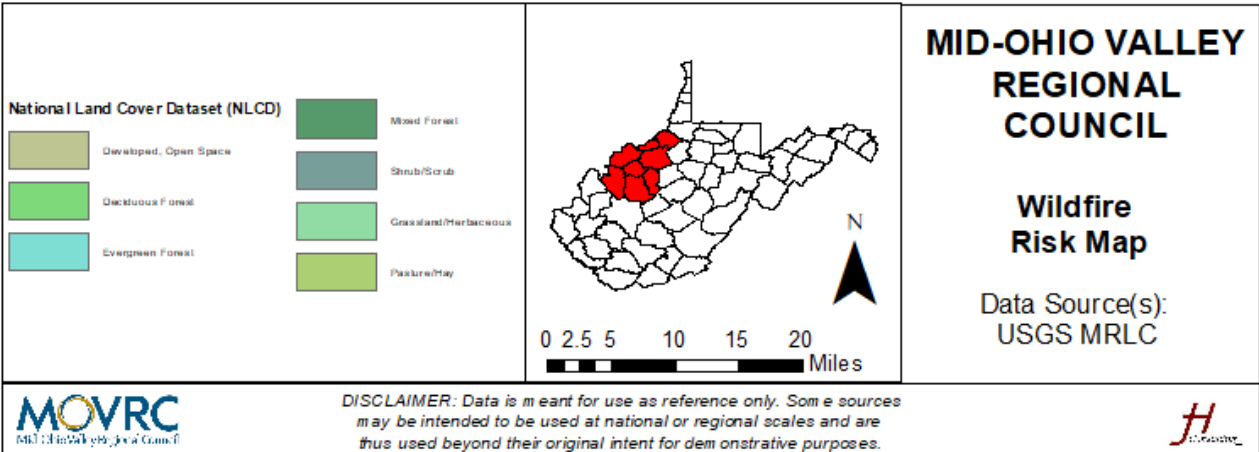 National Land Cover Dataset (NLCD)
Developed, Open Space
Deciduous Forest
Evergreen Forest
Mixed Forest
Shrub/Scrub
Grassland/Herbaceous
Pasture/Hay
N
0 2.5 5 10 15 20
Miles
MID-OHIO VALLEY
REGIONAL
COUNCIL
Wildfire
Risk Map
Data Source(s):
USGS MRLC
MOVRC
Mid-Ohio Valley Regional Council
DISCLAIMER: Data is meant for use as reference only. Some sources
may be intended to be used at national or regional scales and are
thus used beyond their original intent for demonstrative purposes.